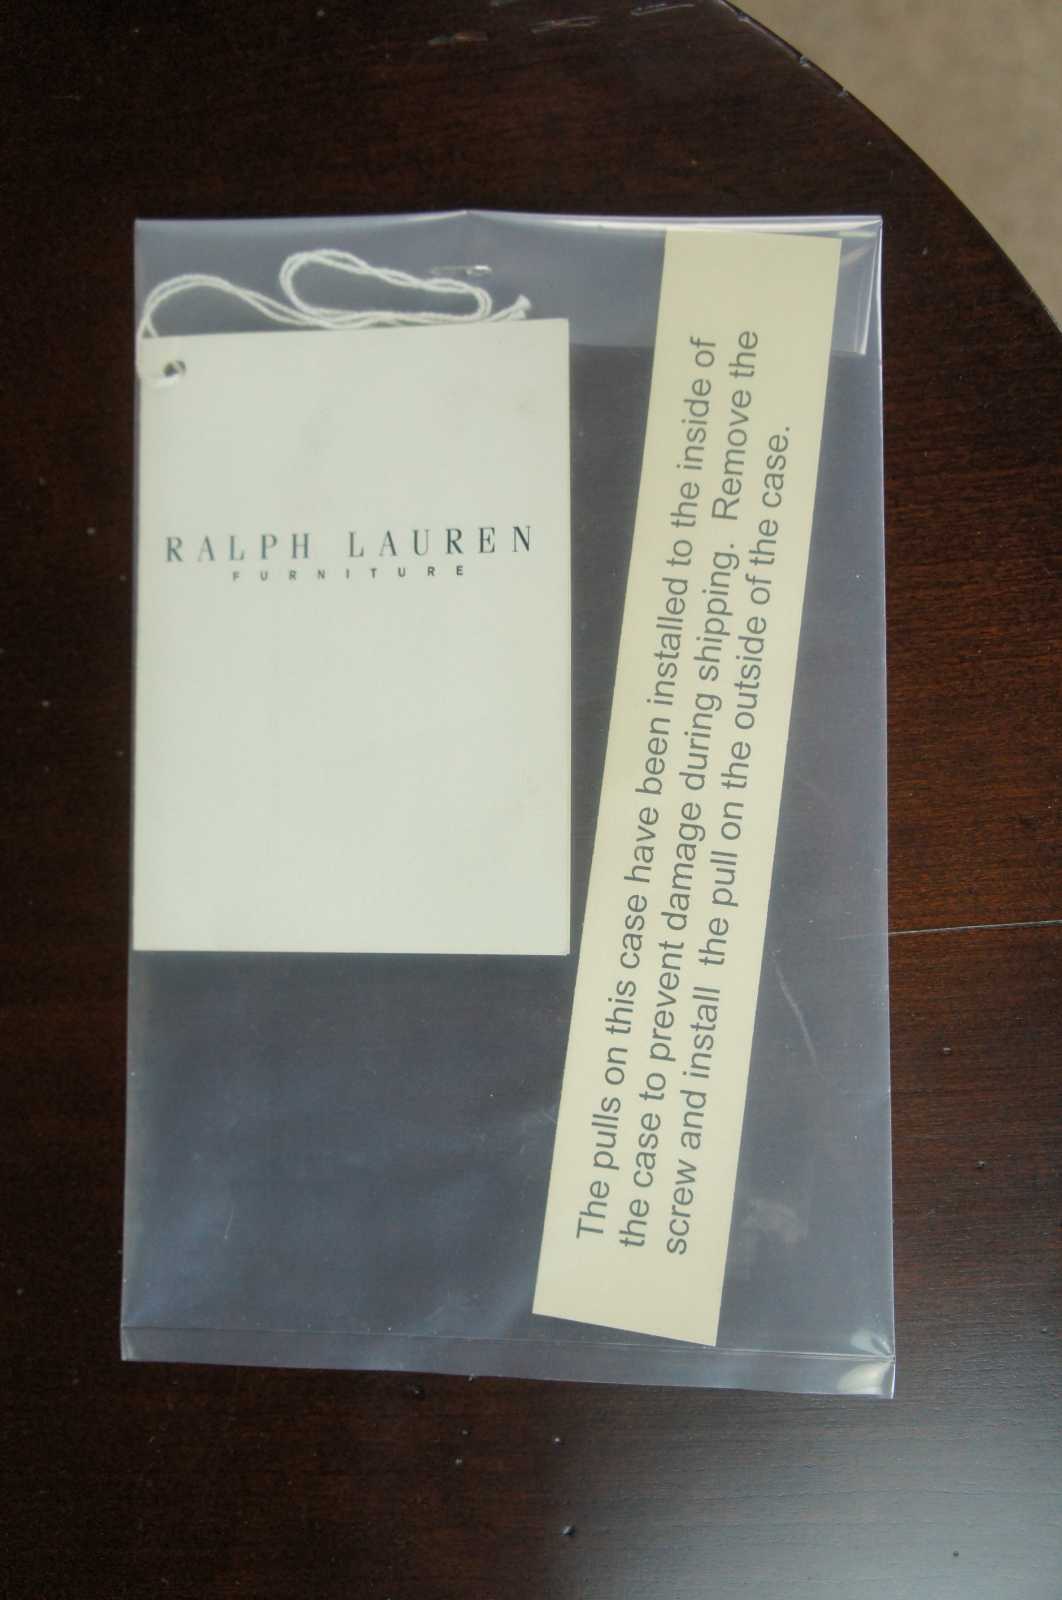 RALPH LAUREN
FURNITURE
The pulls on this case have been installed to the inside of
the case to prevent damage during shipping. Remove the
screw and install the pull on the outside of the case.